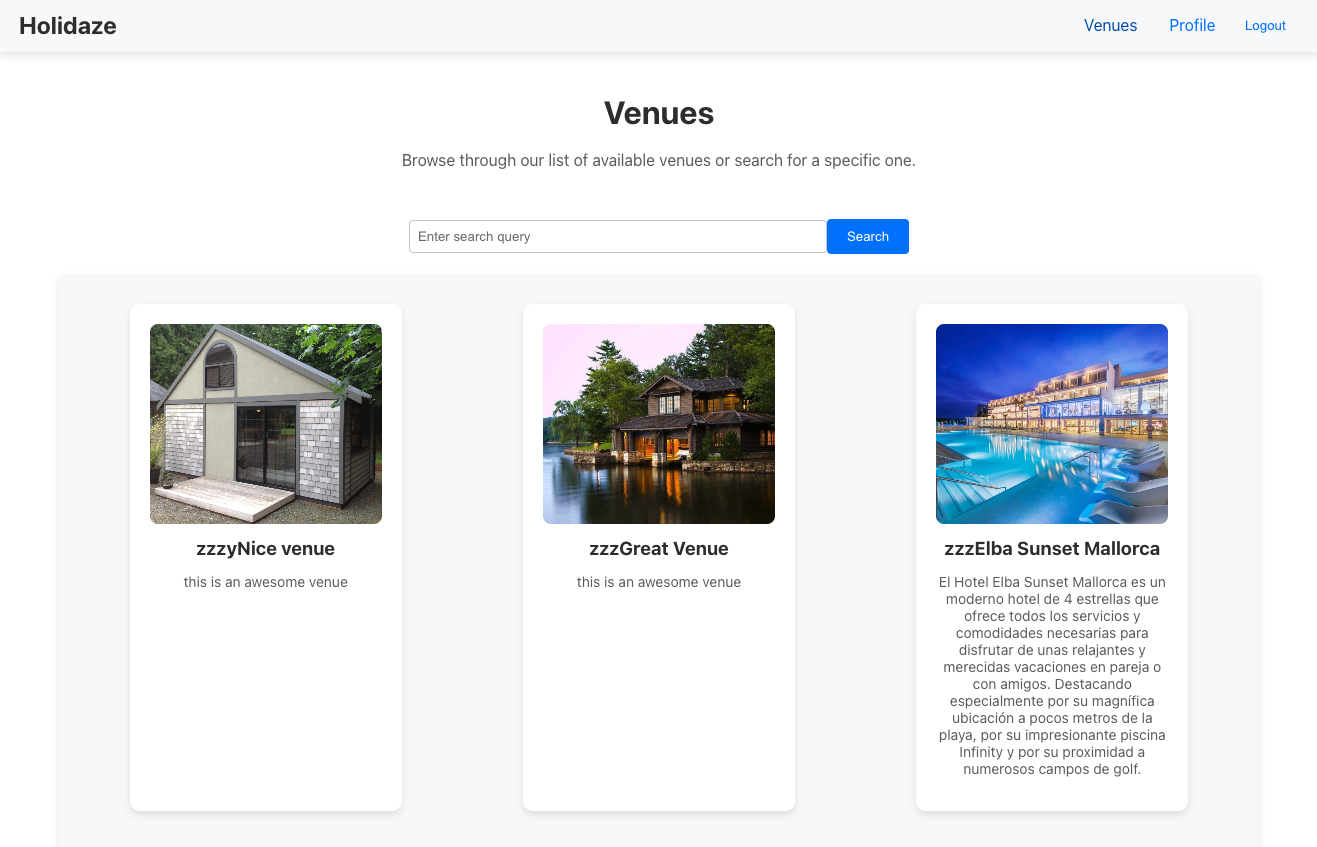 Holidaze
Venues
Profile
Logout
Venues
Browse through our list of available venues or search for a specific one.
Enter search query
Search
zzzyNice venue
this is an awesome venue
zzzGreat Venue
this is an awesome venue
zzzElba Sunset Mallorca
El Hotel Elba Sunset Mallorca es un
moderno hotel de 4 estrellas que
ofrece todos los servicios y
comodidades necesarias para
disfrutar de unas relajantes y
merecidas vacaciones en pareja o
con amigos. Destacando
especialmente por su magnífica
ubicación a pocos metros de la
playa, por su impresionante piscina
Infinity y por su proximidad a
numerosos campos de golf.